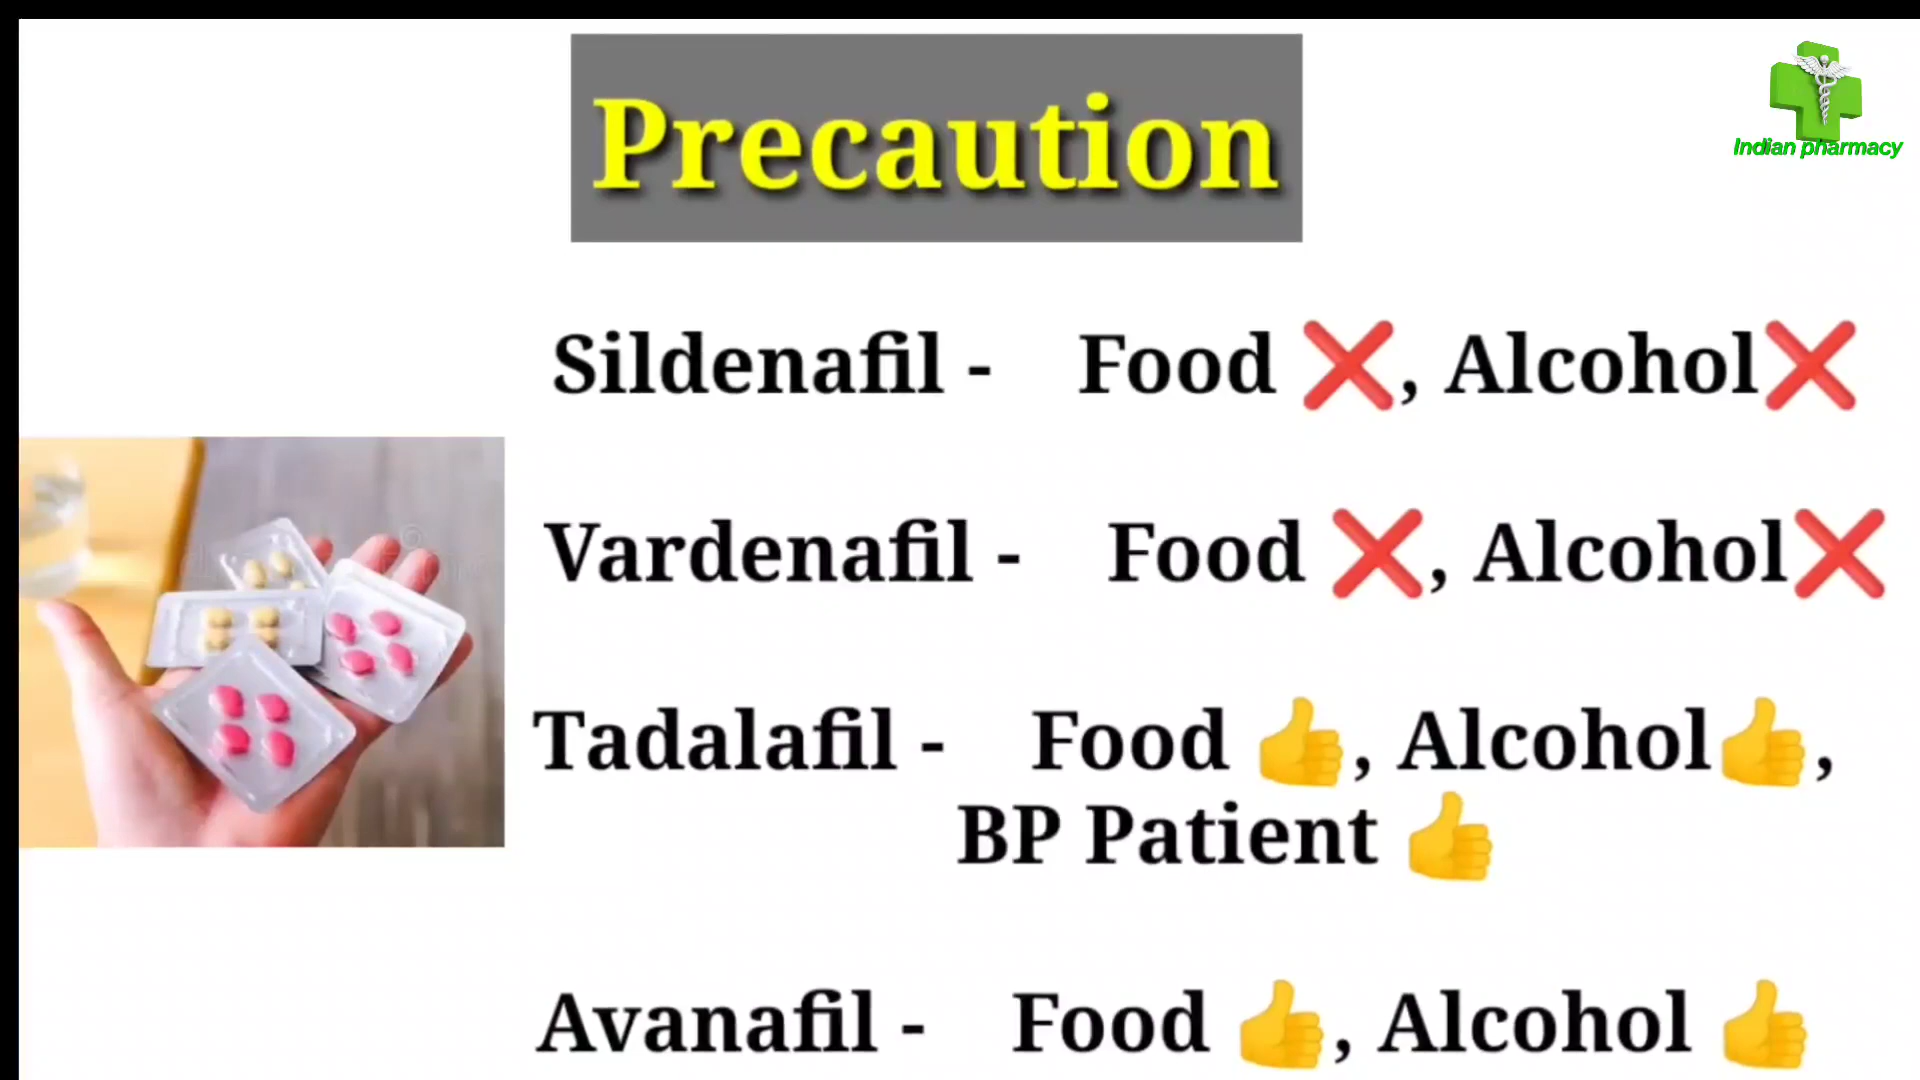 Precaution
Indian pharmacy
Sildenafil - Food ❌, Alcohol❌
Vardenafil - Food ❌, Alcohol❌
Tadalafil - Food 👍, Alcohol👍,
BP Patient 👍
Avanafil - Food 👍, Alcohol 👍